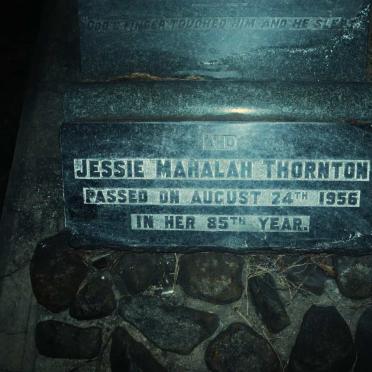 GOD'S FINGER TOUCHED HIM AND HE SLEPT
AND
JESSIE MAHALAH THORNTON
PASSED ON AUGUST 24TH 1956
IN HER 85TH YEAR.